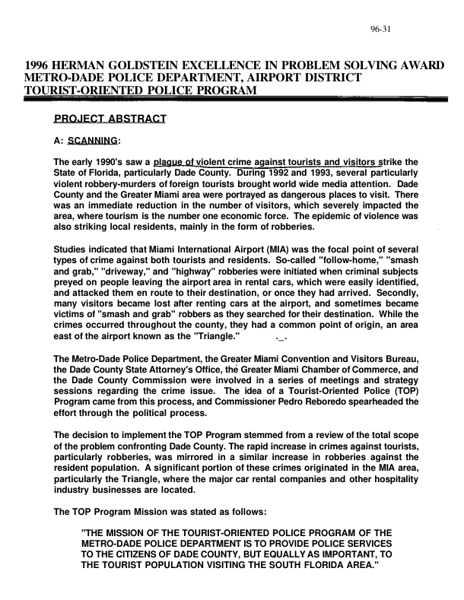 96-31
1996 HERMAN GOLDSTEIN EXCELLENCE IN PROBLEM SOLVING AWARD
METRO-DADE POLICE DEPARTMENT, AIRPORT DISTRICT
TOURIST-ORIENTED POLICE PROGRAM
PROJECT ABSTRACT
A: SCANNING:
The early 1990's saw a plague of violent crime against tourists and visitors strike the
State of Florida, particularly Dade County. During 1992 and 1993, several particularly
violent robbery-murders of foreign tourists brought world wide media attention. Dade
County and the Greater Miami area were portrayed as dangerous places to visit. There
was an immediate reduction in the number of visitors, which severely impacted the
area, where tourism is the number one economic force. The epidemic of violence was
also striking local residents, mainly in the form of robberies.
Studies indicated that Miami International Airport (MIA) was the focal point of several
types of crime against both tourists and residents. So-called "follow-home," "smash
and grab," "driveway," and "highway" robberies were initiated when criminal subjects
preyed on people leaving the airport area in rental cars, which were easily identified,
and attacked them en route to their destination, or once they had arrived. Secondly,
many visitors became lost after renting cars at the airport, and sometimes became
victims of "smash and grab" robbers as they searched for their destination. While the
crimes occurred throughout the county, they had a common point of origin, an area
east of the airport known as the "Triangle."
The Metro-Dade Police Department, the Greater Miami Convention and Visitors Bureau,
the Dade County State Attorney's Office, the Greater Miami Chamber of Commerce, and
the Dade County Commission were involved in a series of meetings and strategy
sessions regarding the crime issue. The idea of a Tourist-Oriented Police (TOP)
Program came from this process, and Commissioner Pedro Reboredo spearheaded the
effort through the political process.
The decision to implement the TOP Program stemmed from a review of the total scope
of the problem confronting Dade County. The rapid increase in crimes against tourists,
particularly robberies, was mirrored in a similar increase in robberies against the
resident population. A significant portion of these crimes originated in the MIA area,
particularly the Triangle, where the major car rental companies and other hospitality
industry businesses are located.
The TOP Program Mission was stated as follows:
"THE MISSION OF THE TOURIST-ORIENTED POLICE PROGRAM OF THE
METRO-DADE POLICE DEPARTMENT IS TO PROVIDE POLICE SERVICES
TO THE CITIZENS OF DADE COUNTY, BUT EQUALLY AS IMPORTANT, TO
THE TOURIST POPULATION VISITING THE SOUTH FLORIDA AREA."